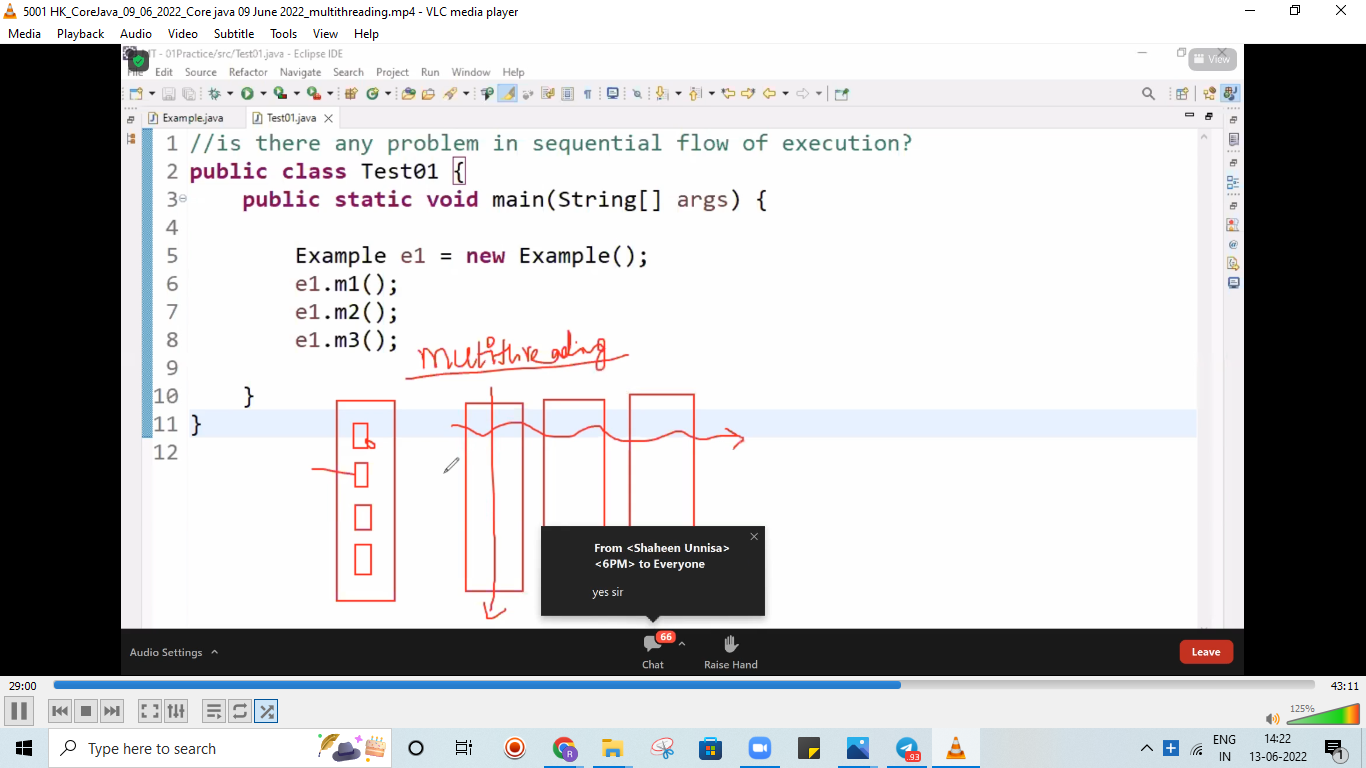 5001 HK_CoreJava_09_06_2022_Core java 09 June 2022_multithreading.mp4 - VLC media player
Media Playback Audio Video Subtitle Tools View Help
- 01Practice/src/Test01.java - Eclipse IDE
View
File Edit Source Refactor Navigate Search Project Run Window Help
Example.java Test01.java
1 //is there any problem in sequential flow of execution?
2 public class Test01 {
3 public static void main(String[] args) {
4
5 Example e1 = new Example();
6 e1.m1();
7 e1.m2();
8 e1.m3();
multithreading
9
10 }
11 }
12
From <Shaheen Unnisa>
<6PM> to Everyone
yes sir
Audio Settings
66
Chat
Raise Hand
Leave
29:00
43:11
125%
Type here to search
R
93
ENG
IN
14:22
13-06-2022
1